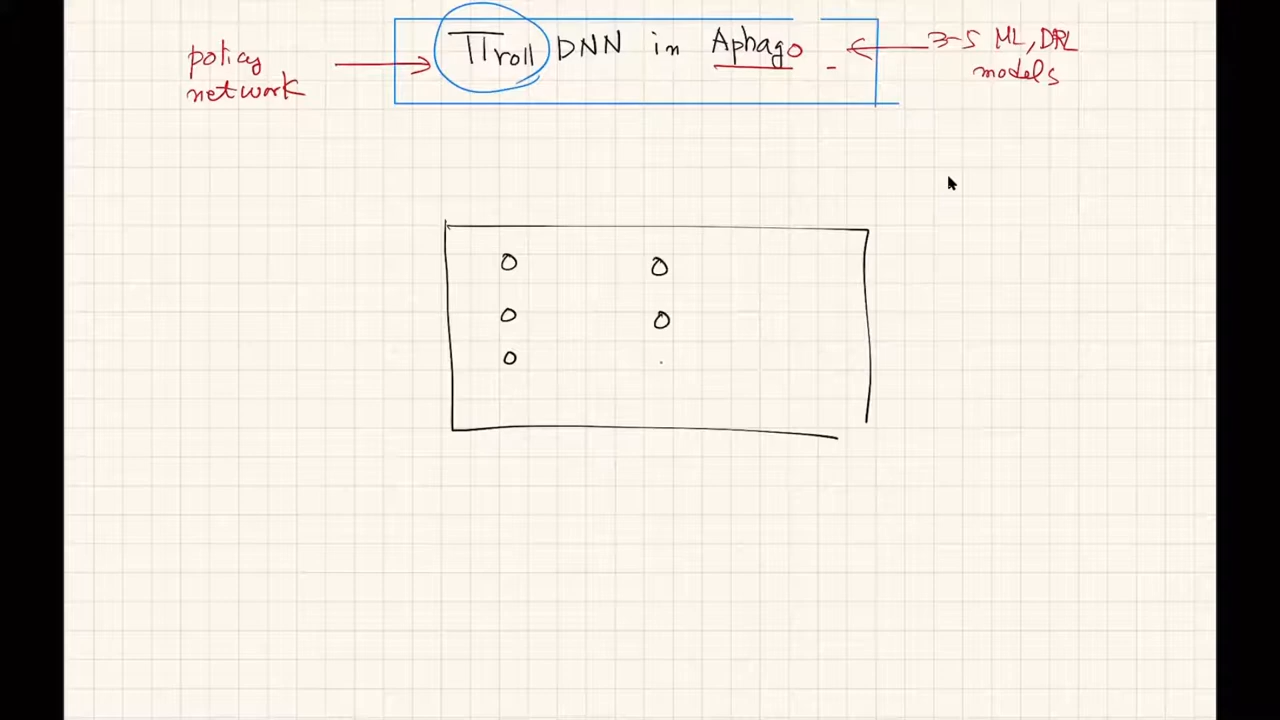 πroll DNN in Aphago
policy
network
3-5 ML, DRL
models